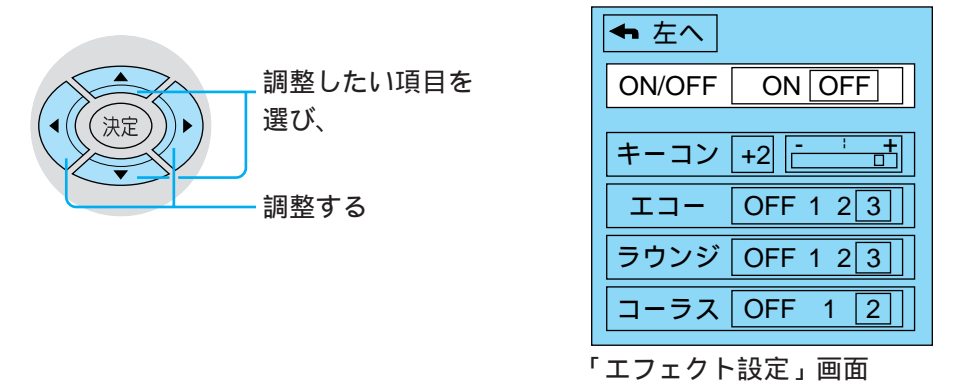 決定
調整したい項目を
選び、
調整する
左へ
ON/OFF ON OFF
キーコン +2 - +
エコー OFF 1 2 3
ラウンジ OFF 1 2 3
コーラス OFF 1 2
「エフェクト設定」画面